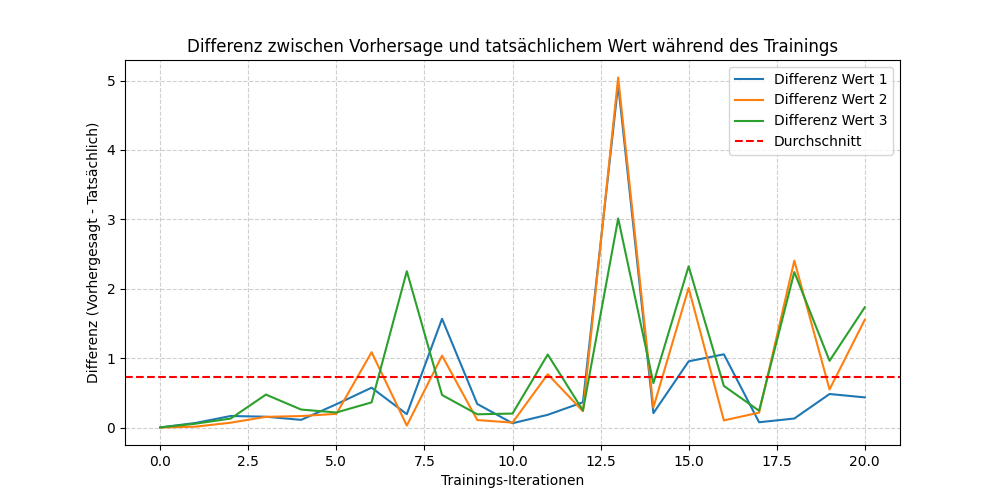 Differenz zwischen Vorhersage und tatsächlichem Wert während des Trainings
Differenz (Vorhergesagt - Tatsächlich)
5
4
3
2
1
0
Differenz Wert 1
Differenz Wert 2
Differenz Wert 3
Durchschnitt
0.0 2.5 5.0 7.5 10.0 12.5 15.0 17.5 20.0
Trainings-Iterationen